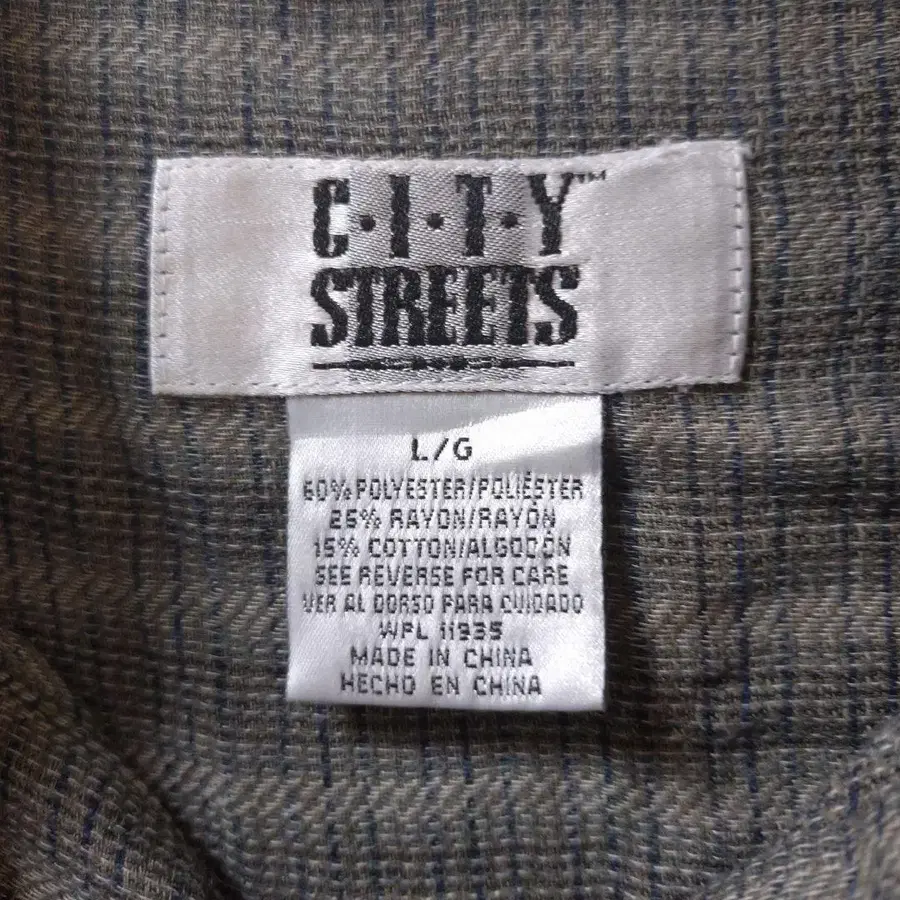 C·I·T·Y™
STREETS
L/G
60% POLYESTER/POLIÉSTER
25% RAYON/RAYÓN
15% COTTON/ALGODÓN
SEE REVERSE FOR CARE
VER AL DORSO PARA CUIDADO
WPL 11935
MADE IN CHINA
HECHO EN CHINA